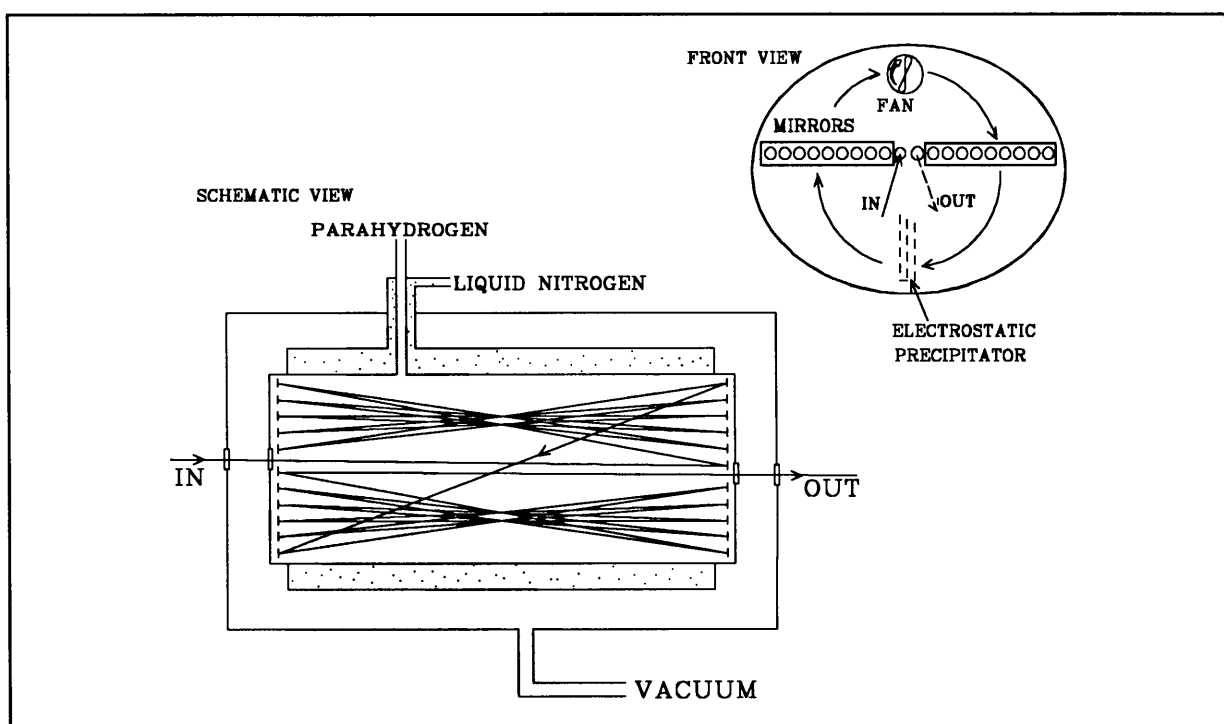 FRONT VIEW
FAN
MIRRORS
IN
OUT
ELECTROSTATIC
PRECIPITATOR
SCHEMATIC VIEW
PARAHYDROGEN
LIQUID NITROGEN
IN
OUT
VACUUM